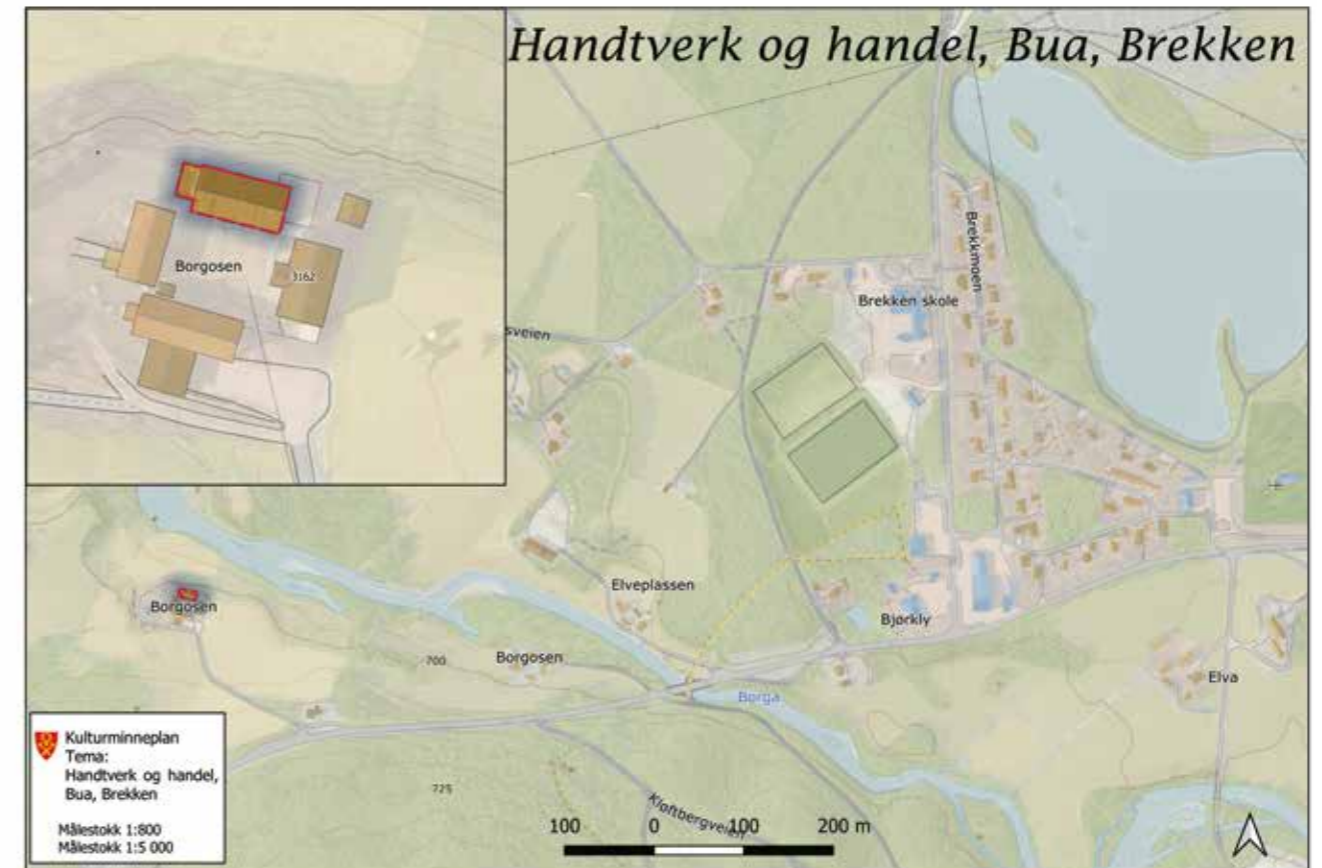 Handtverk og handel, Bua, Brekken
Borgosen
3162
Brekkmoen
Brekken skole
sveien
Elveplassen
Borgosen
Bjørkly
Borgosen
700
Borga
Elva
725
Kloftbergveien
Kulturminneplan
Tema:
Handtverk og handel,
Bua, Brekken
Målestokk 1:800
Målestokk 1:5 000
100 0 100 200 m